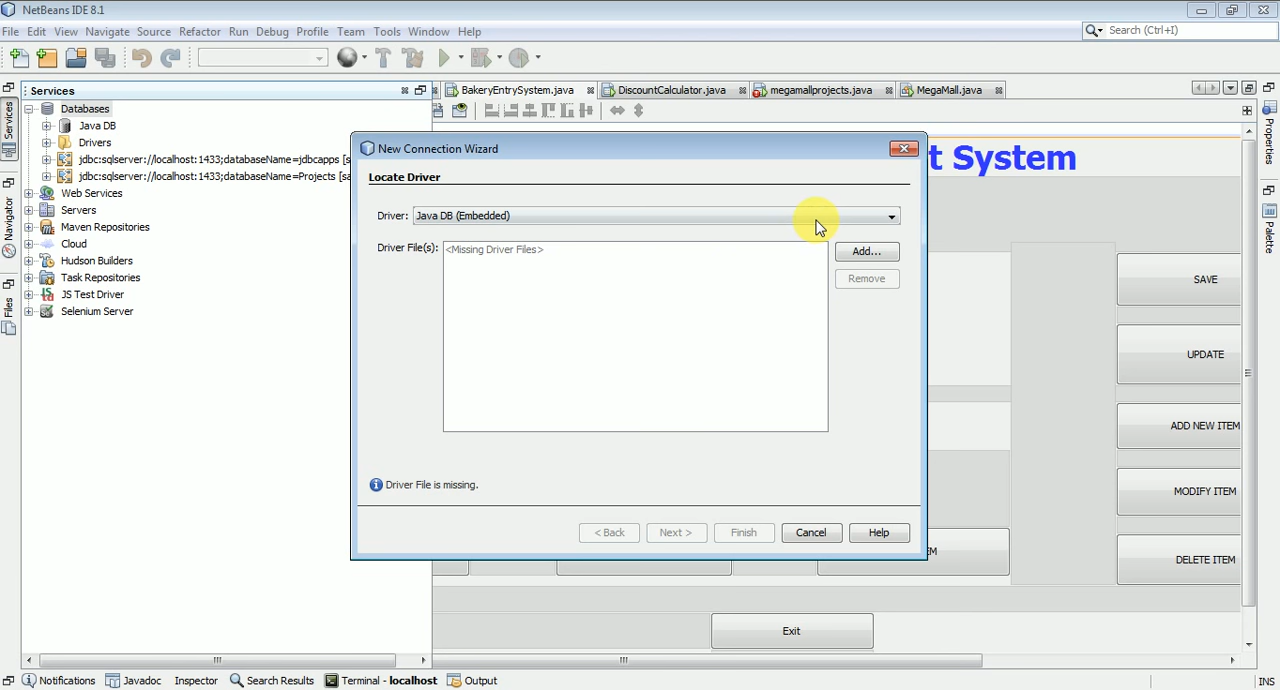 NetBeans IDE 8.1
File Edit View Navigate Source Refactor Run Debug Profile Team Tools Window Help
Search (Ctrl+I)
Services
BakeryEntrySystem.java
DiscountCalculator.java
megamallprojects.java
MegaMall.java
Services
Navigator
Files
Databases
Java DB
Drivers
jdbc:sqlserver://localhost:1433;databaseName=jdbcapps [s
jdbc:sqlserver://localhost:1433;databaseName=Projects [sa
Web Services
Servers
Maven Repositories
Cloud
Hudson Builders
Task Repositories
JS Test Driver
Selenium Server
New Connection Wizard
Locate Driver
Driver: Java DB (Embedded)
Driver File(s): <Missing Driver Files>
Add...
Remove
Driver File is missing.
< Back Next > Finish Cancel Help
t System
SAVE
UPDATE
ADD NEW ITEM
MODIFY ITEM
DELETE ITEM
EM
Exit
Properties
Palette
Notifications Javadoc Inspector Search Results Terminal - localhost Output
INS